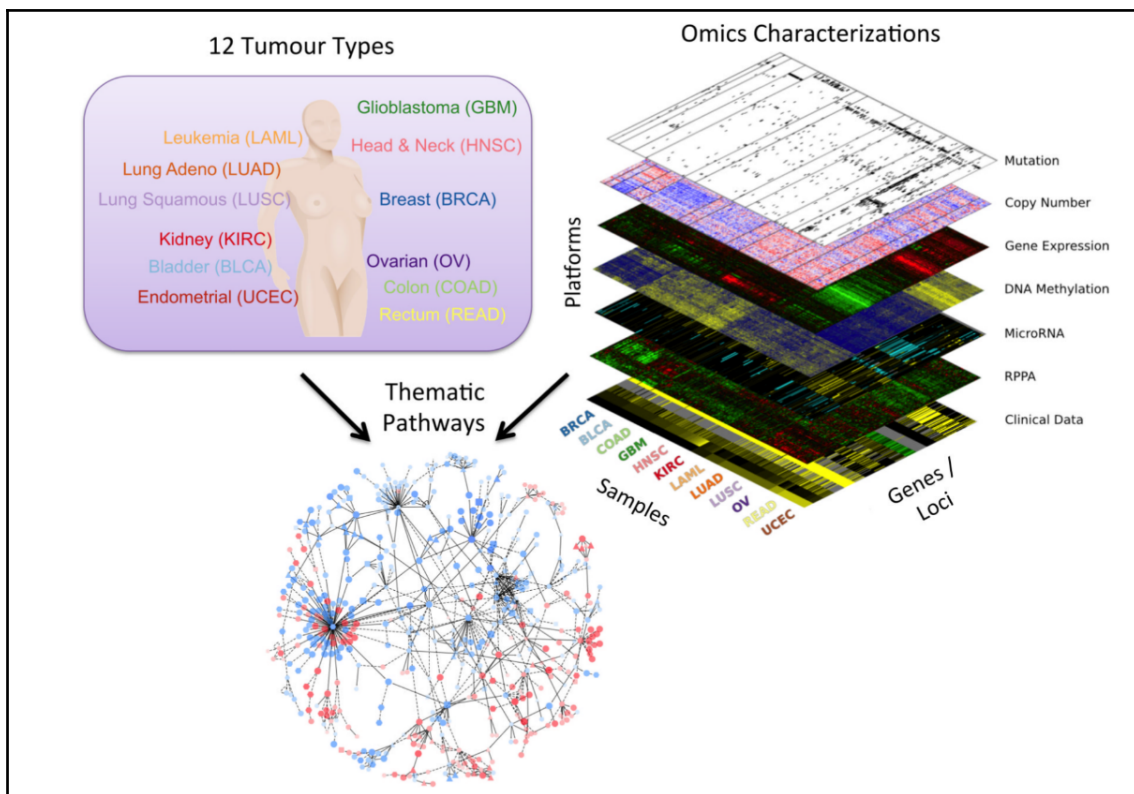 12 Tumour Types
Glioblastoma (GBM)
Leukemia (LAML)
Head & Neck (HNSC)
Lung Adeno (LUAD)
Lung Squamous (LUSC)
Breast (BRCA)
Kidney (KIRC)
Ovarian (OV)
Bladder (BLCA)
Colon (COAD)
Endometrial (UCEC)
Rectum (READ)
Omics Characterizations
Mutation
Copy Number
Gene Expression
DNA Methylation
MicroRNA
RPPA
Clinical Data
Platforms
BRCA
BLCA
COAD
GBM
HNSC
KIRC
LAML
LUAD
LUSC
OV
READ
UCEC
Samples
Genes /
Loci
Thematic
Pathways